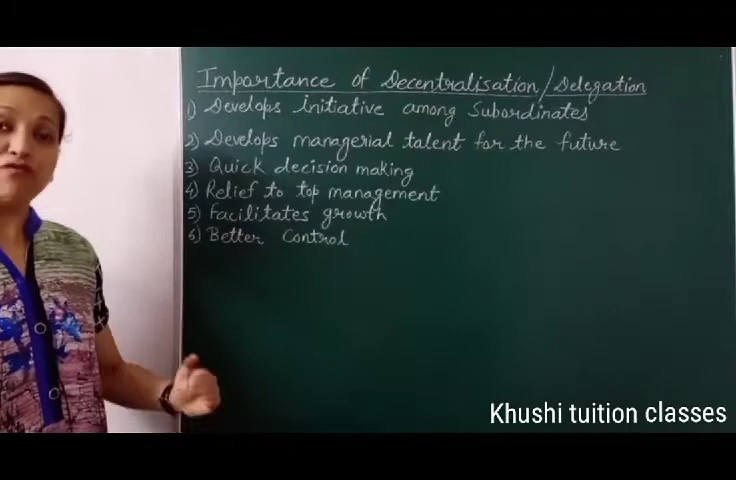 Importance of Decentralisation/Delegation
1) Develops initiative among Subordinates
2) Develops managerial talent for the future
3) Quick decision making
4) Relief to top management
5) Facilitates growth
6) Better Control
Khushi tuition classes